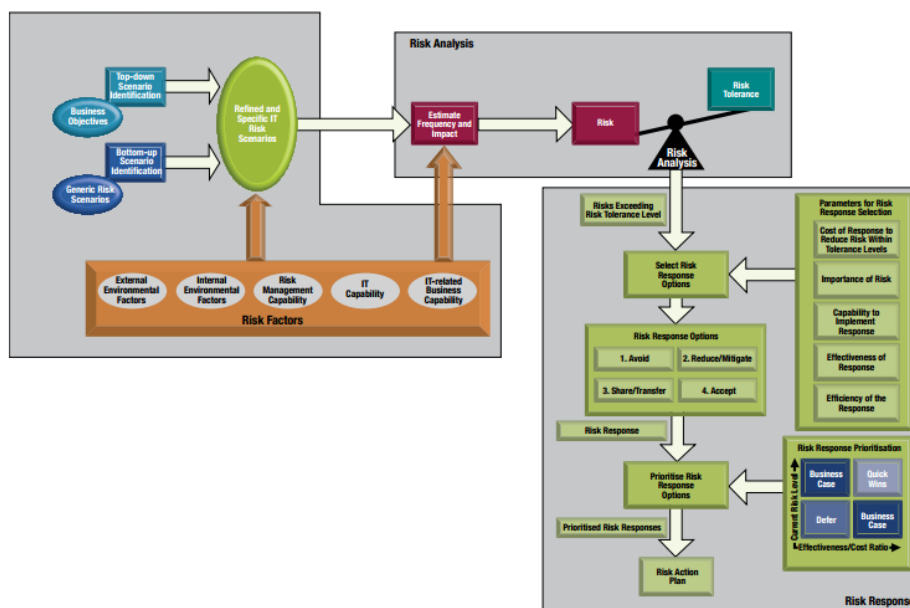 Top-down
Scenario
Identification
Business
Objectives
Bottom-up
Scenario
Identification
Generic Risk
Scenarios
Refined and
Specific IT
Risk
Scenarios
External
Environmental
Factors
Internal
Environmental
Factors
Risk
Management
Capability
IT
Capability
IT-related
Business
Capability
Risk Factors
Risk Analysis
Estimate
Frequency and
Impact
Risk
Risk
Tolerance
Risk
Analysis
Risks Exceeding
Risk Tolerance Level
Select Risk
Response
Options
Parameters for Risk
Response Selection
Cost of Response to
Reduce Risk Within
Tolerance Levels
Importance of Risk
Capability to
Implement
Response
Effectiveness of
Response
Efficiency of the
Response
Risk Response Options
1. Avoid
2. Reduce/Mitigate
3. Share/Transfer
4. Accept
Risk Response
Prioritise Risk
Response
Options
Risk Response Prioritisation
Current Risk Level
Business
Case
Quick
Wins
Defer
Business
Case
Effectiveness/Cost Ratio
Prioritised Risk Responses
Risk Action
Plan
Risk Response